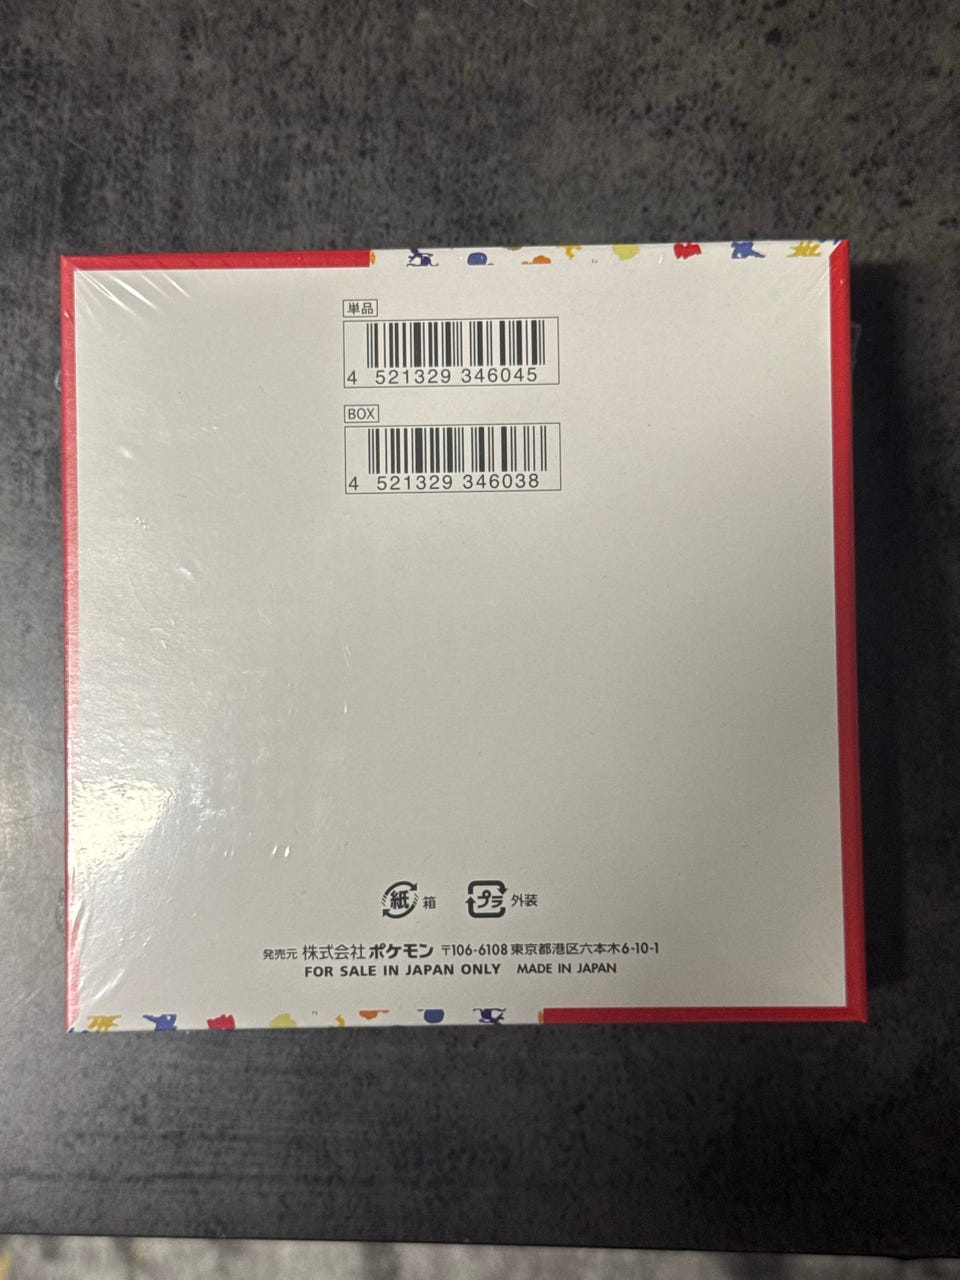 単品
4 521329 346045
BOX
4 521329 346038
紙 箱 プラ 外装
発売元 株式会社 ポケモン 〒106-6108 東京都港区六本木6-10-1
FOR SALE IN JAPAN ONLY MADE IN JAPAN